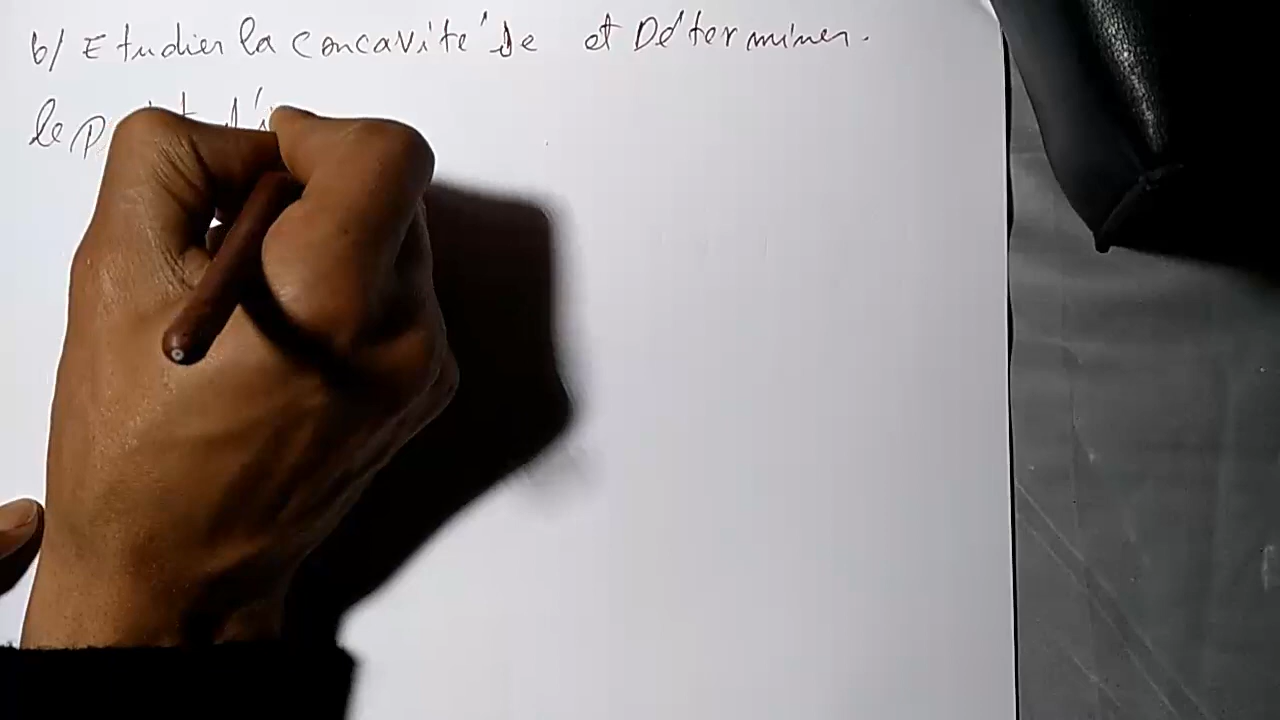 b/ Etudier la concavité de et Déterminer.
le